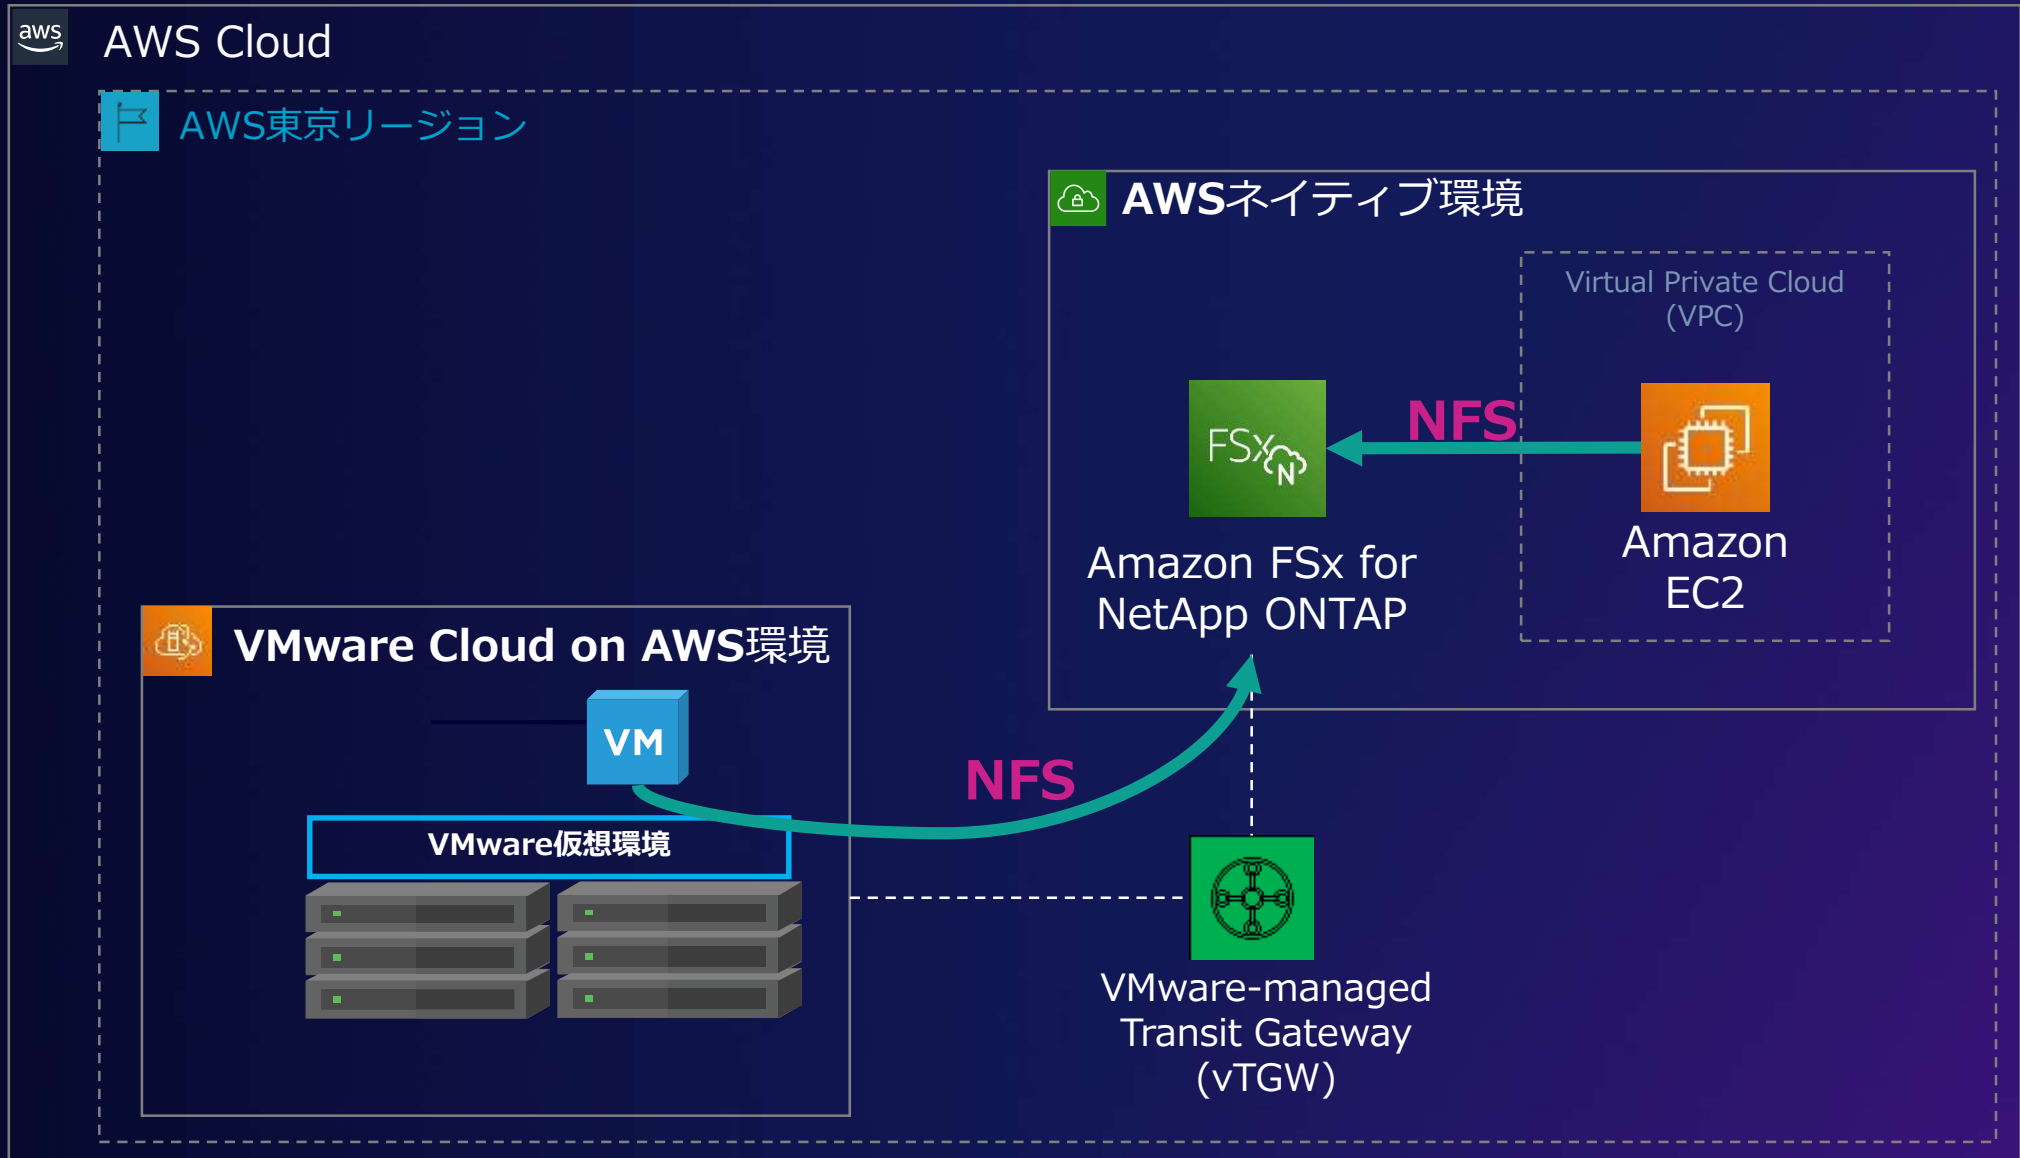 aws
AWS Cloud
AWS東京リージョン
AWSネイティブ環境
Virtual Private Cloud
(VPC)
FSx
N
NFS
Amazon FSx for
NetApp ONTAP
Amazon
EC2
VMware Cloud on AWS環境
VM
NFS
VMware仮想環境
VMware-managed
Transit Gateway
(vTGW)